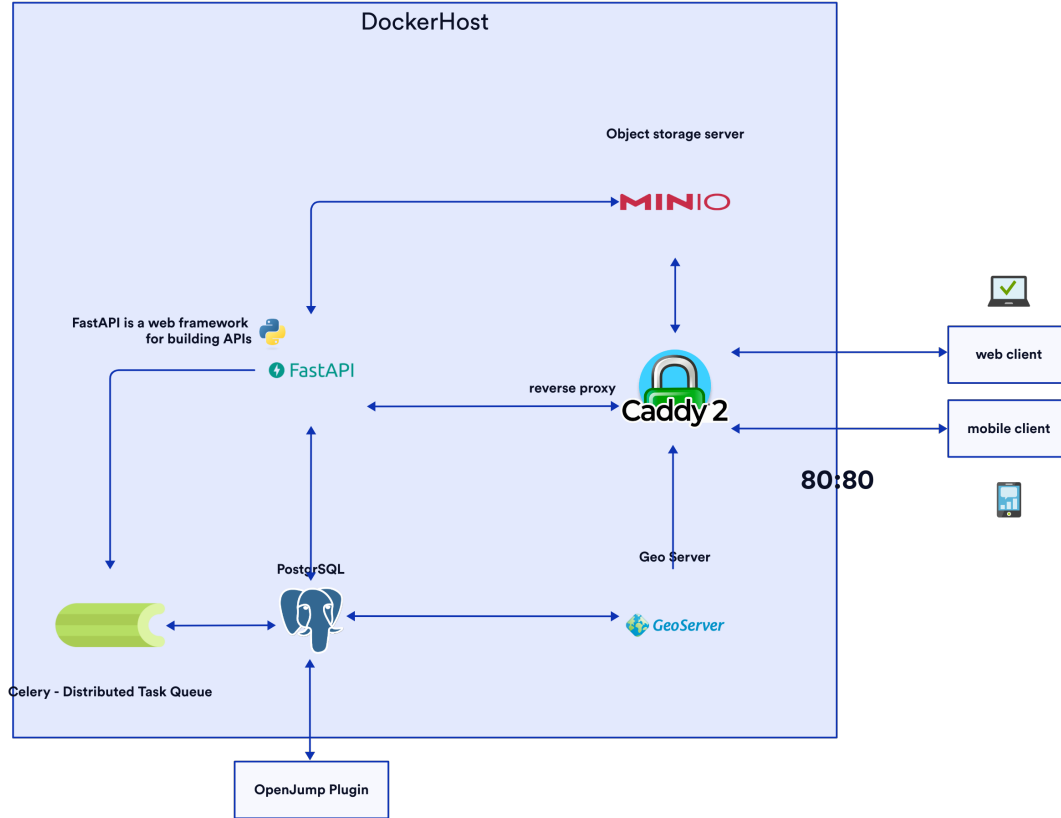 DockerHost
Object storage server
MINIO
FastAPI is a web framework
for building APIs
FastAPI
reverse proxy
Caddy 2
web client
mobile client
80:80
Geo Server
PostgrSQL
GeoServer
Celery - Distributed Task Queue
OpenJump Plugin